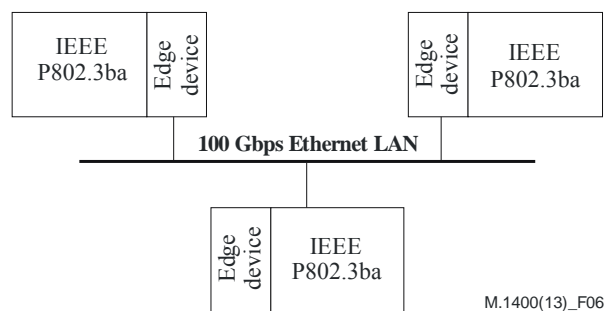 IEEE
P802.3ba
Edge
device
Edge
device
IEEE
P802.3ba
100 Gbps Ethernet LAN
Edge
device
IEEE
P802.3ba
M.1400(13)_F06